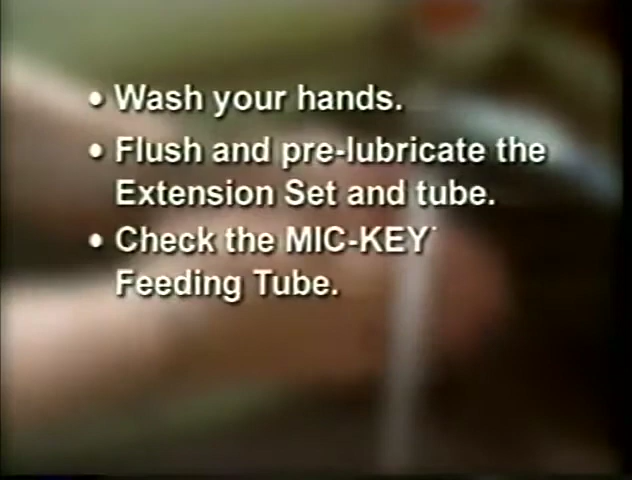 • Wash your hands.
• Flush and pre-lubricate the
Extension Set and tube.
• Check the MIC-KEY*
Feeding Tube.